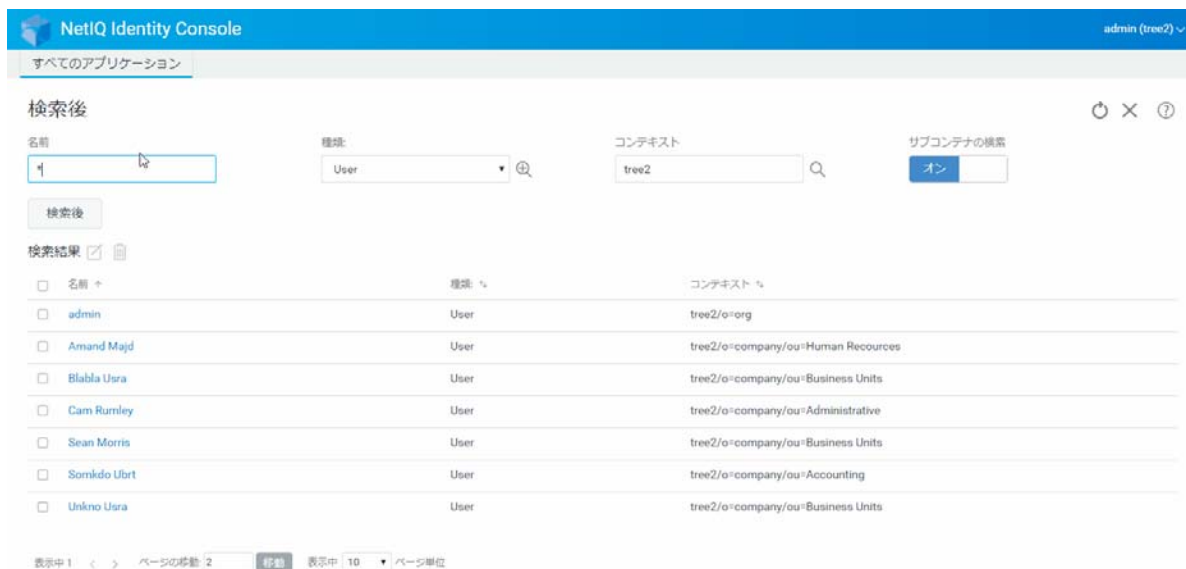 NetIQ Identity Console
admin (tree2)
すべてのアプリケーション
検索後
名前
種類:
コンテキスト
サブコンテナの検索
*
User
tree2
オン
検索後
検索結果
名前
種類:
コンテキスト
admin User tree2/o=org
Amand Majd User tree2/o=company/ou=Human Recources
Blabla Usra User tree2/o=company/ou=Business Units
Cam Rumley User tree2/o=company/ou=Administrative
Sean Morris User tree2/o=company/ou=Business Units
Somkdo Ubrt User tree2/o=company/ou=Accounting
Unkno Usra User tree2/o=company/ou=Business Units
表示中 1 < > ページの移動: 2 移動 表示中 10 ページ単位